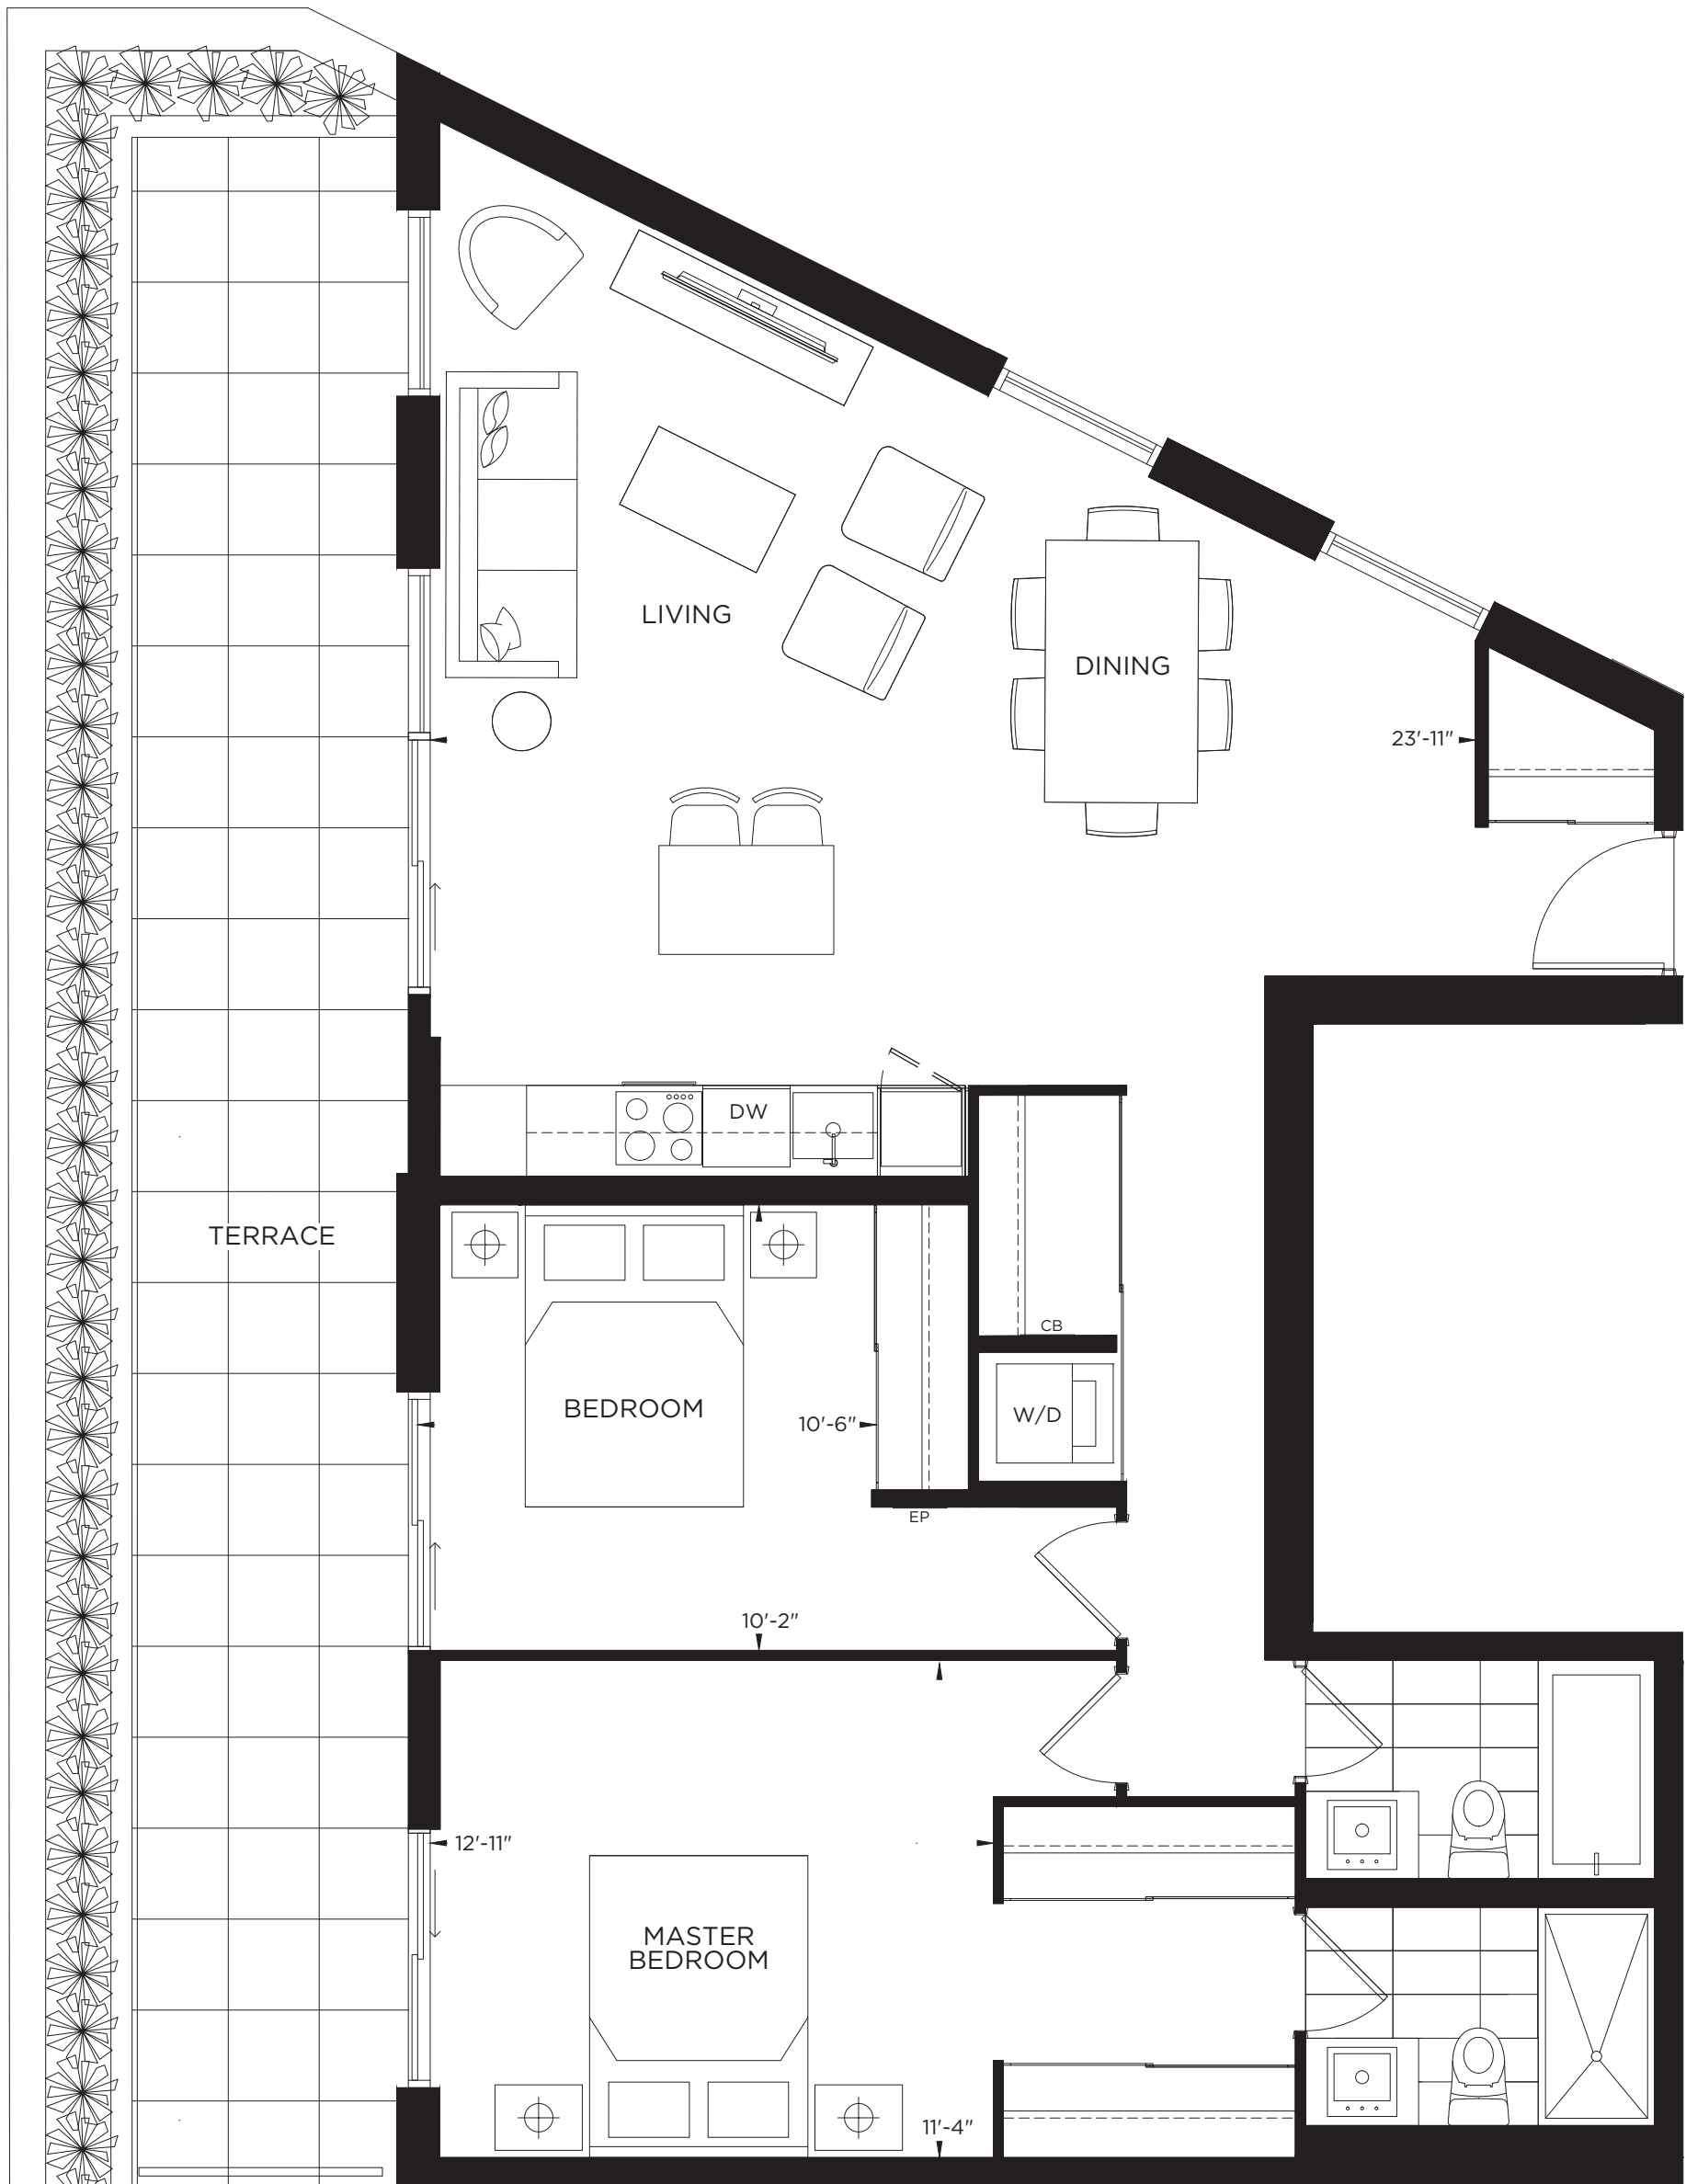 LIVING
DINING
23'-11"
DW
TERRACE
CB
BEDROOM
10'-6"
W/D
EP
10'-2"
12'-11"
MASTER
BEDROOM
11'-4"